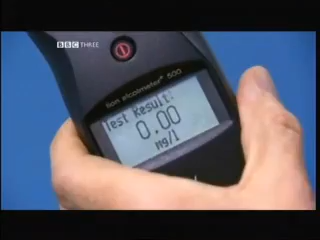 BBC THREE
lion alcolmeter® 500
Test Result:
0.00
mg/l